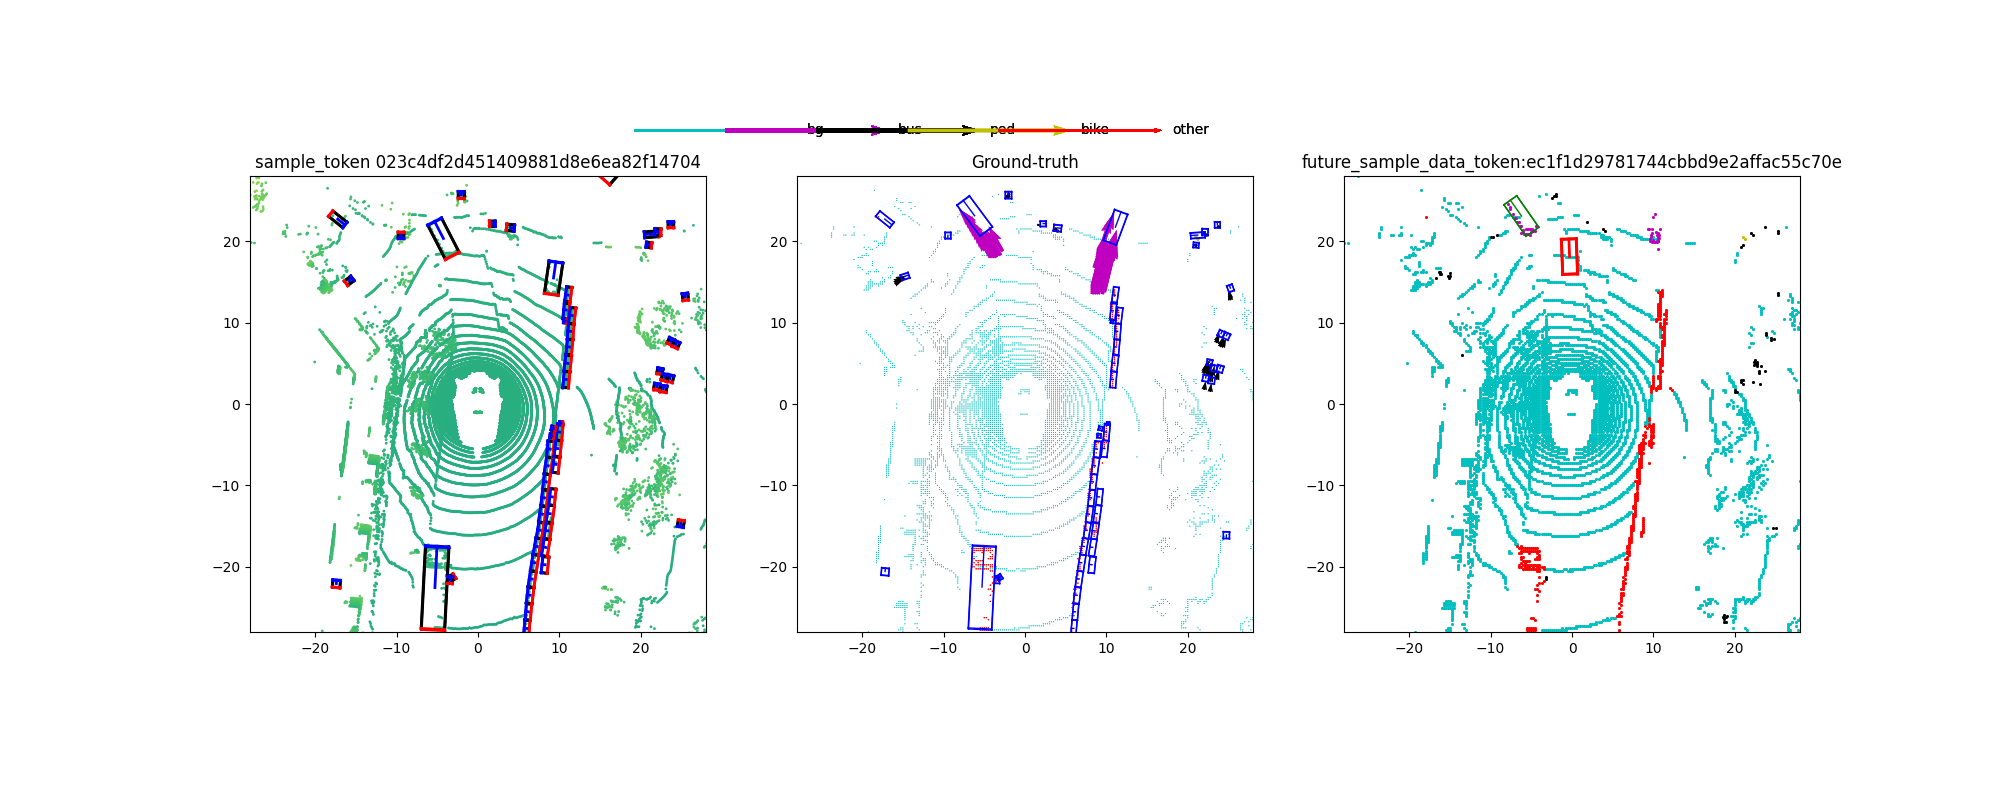 bg bus ped bike other
sample_token 023c4df2d451409881d8e6ea82f14704
Ground-truth
future_sample_data_token:ec1f1d29781744cbbd9e2affac55c70e
20
10
0
−10
−20
−20 −10 0 10 20
20
10
0
−10
−20
−20 −10 0 10 20
20
10
0
−10
−20
−20 −10 0 10 20